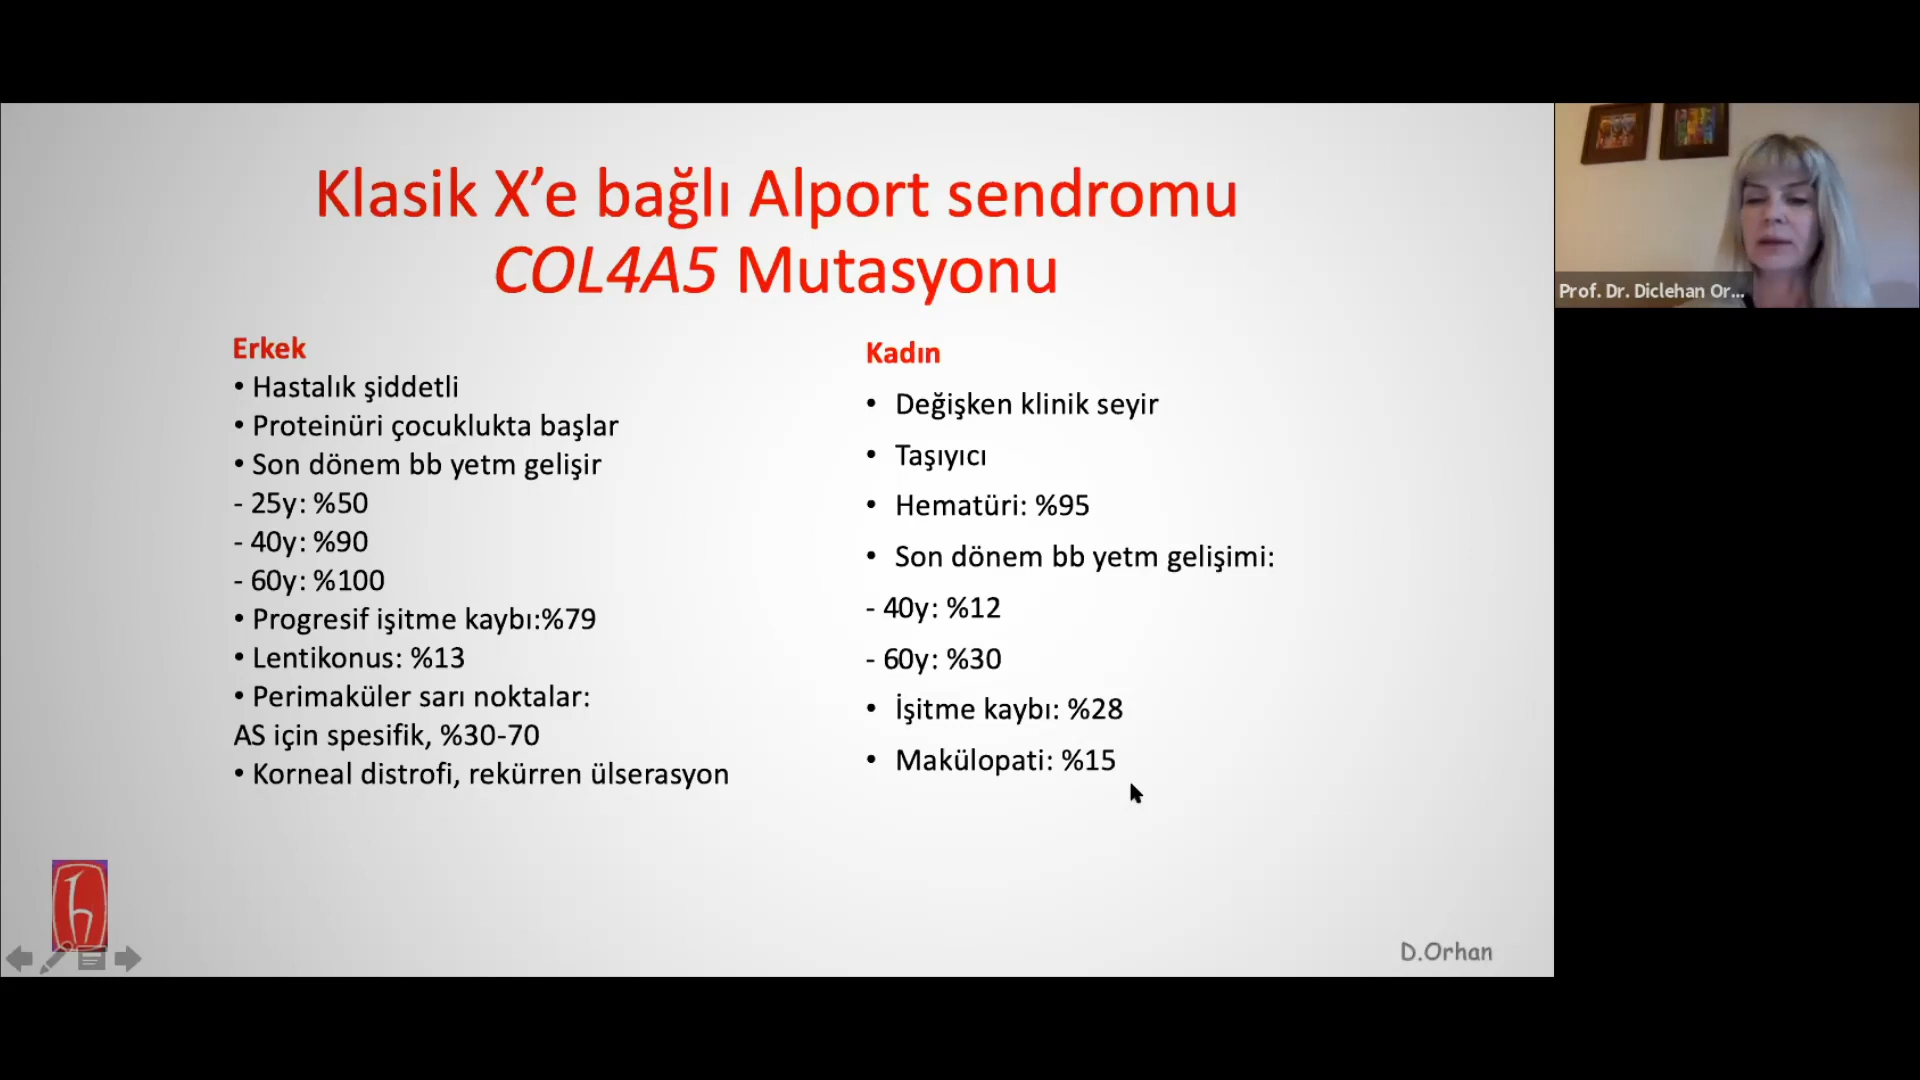 Klasik X’e bağlı Alport sendromu
COL4A5 Mutasyonu
Erkek
• Hastalık şiddetli
• Proteinüri çocuklukta başlar
• Son dönem bb yetm gelişir
- 25y: %50
- 40y: %90
- 60y: %100
• Progresif işitme kaybı:%79
• Lentikonus: %13
• Perimaküler sarı noktalar:
AS için spesifik, %30-70
• Korneal distrofi, rekürren ülserasyon
Kadın
• Değişken klinik seyir
• Taşıyıcı
• Hematüri: %95
• Son dönem bb yetm gelişimi:
- 40y: %12
- 60y: %30
• İşitme kaybı: %28
• Makülopati: %15
D.Orhan
Prof. Dr. Diclehan Or...